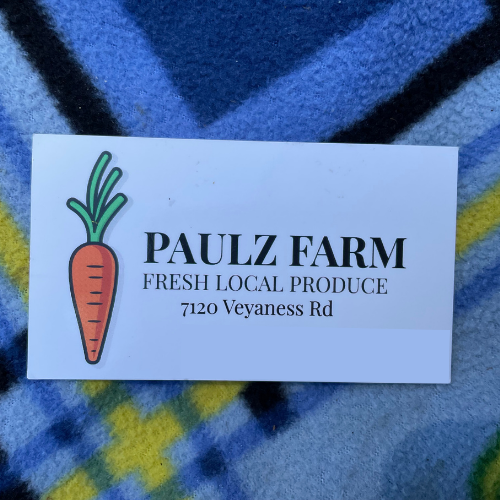 PAULZ FARM
FRESH LOCAL PRODUCE
7120 Veyaness Rd